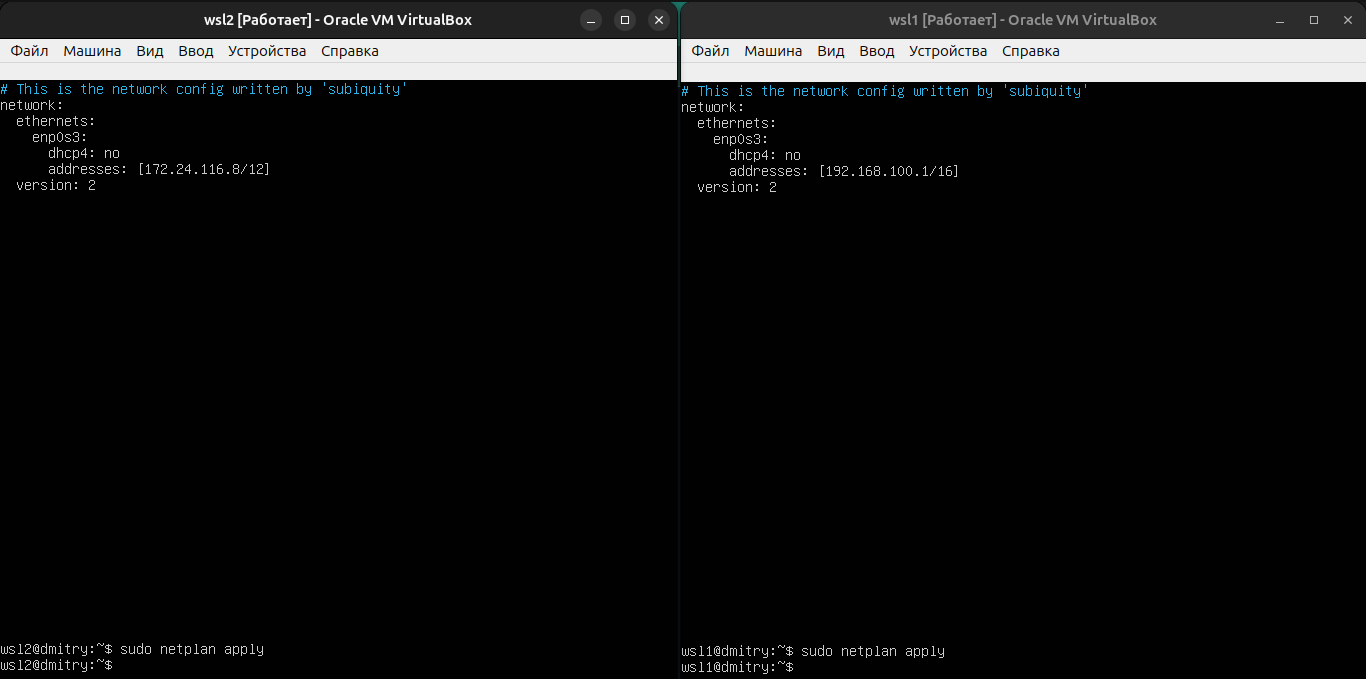 wsl2 [Работает] - Oracle VM VirtualBox
Файл Машина Вид Ввод Устройства Справка
# This is the network config written by 'subiquity'
network:
  ethernets:
    enp0s3:
      dhcp4: no
      addresses: [172.24.116.8/12]
  version: 2
wsl2@dmitry:~$ sudo netplan apply
wsl2@dmitry:~$
wsl1 [Работает] - Oracle VM VirtualBox
Файл Машина Вид Ввод Устройства Справка
# This is the network config written by 'subiquity'
network:
  ethernets:
    enp0s3:
      dhcp4: no
      addresses: [192.168.100.1/16]
  version: 2
wsl1@dmitry:~$ sudo netplan apply
wsl1@dmitry:~$